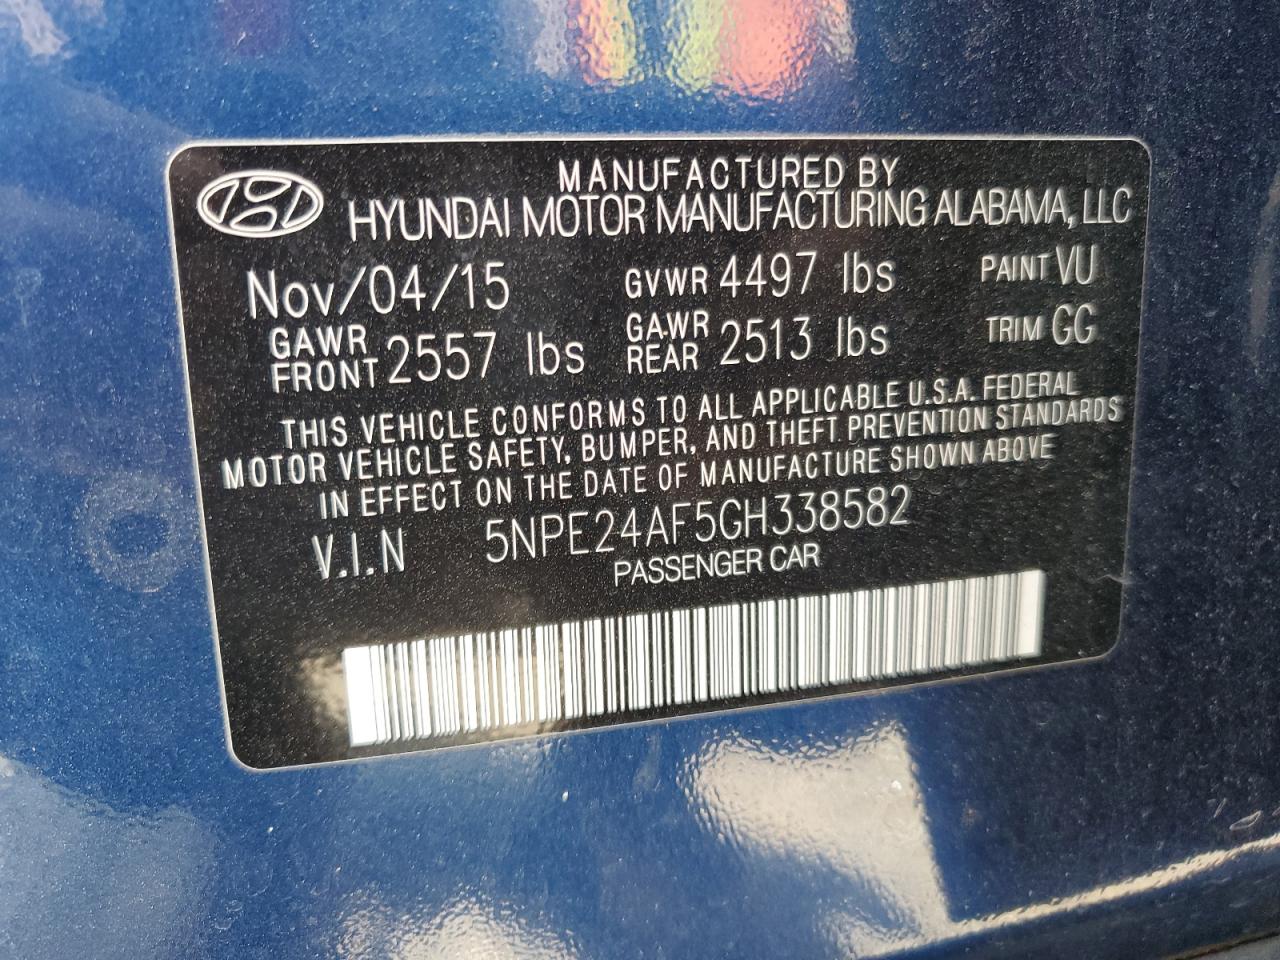 MANUFACTURED BY
HYUNDAI MOTOR MANUFACTURING ALABAMA, LLC
Nov/04/15 GVWR 4497 lbs PAINT VU
GAWR FRONT 2557 lbs GAWR REAR 2513 lbs TRIM GG
THIS VEHICLE CONFORMS TO ALL APPLICABLE U.S.A. FEDERAL
MOTOR VEHICLE SAFETY, BUMPER, AND THEFT PREVENTION STANDARDS
IN EFFECT ON THE DATE OF MANUFACTURE SHOWN ABOVE
V.I.N 5NPE24AF5GH338582
PASSENGER CAR